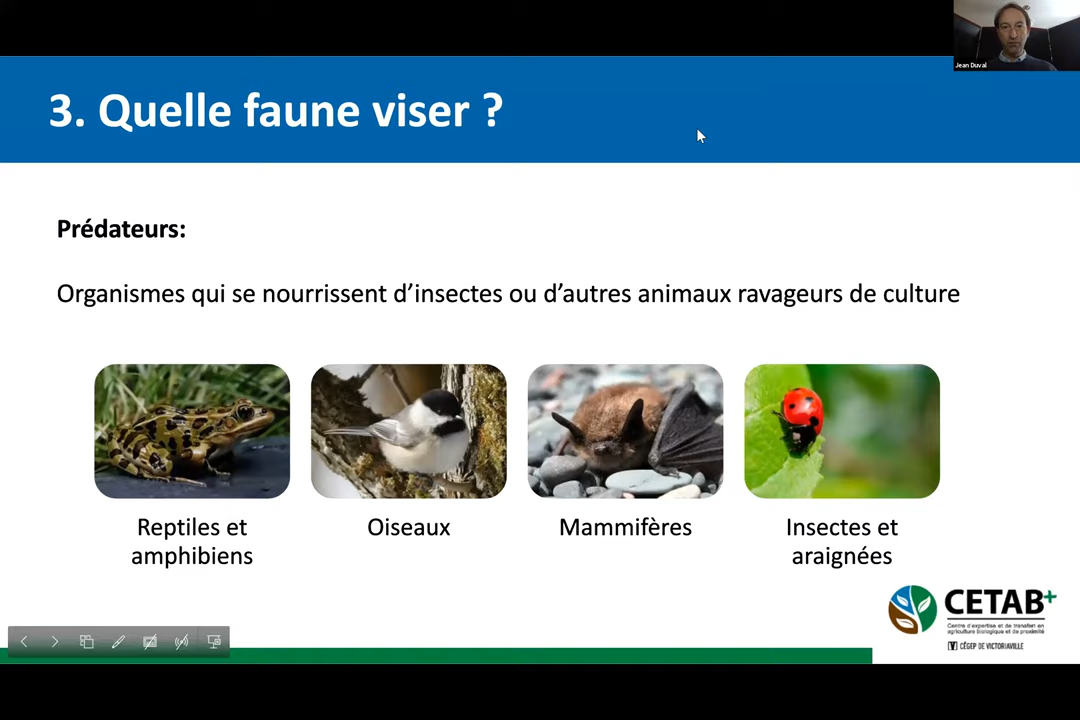 Jean Duval
3. Quelle faune viser ?
Prédateurs:
Organismes qui se nourrissent d’insectes ou d’autres animaux ravageurs de culture
Reptiles et
amphibiens
Oiseaux
Mammifères
Insectes et
araignées
CETAB+
Centre d'expertise et de transfert en
agriculture biologique et de proximité
CÉGEP DE VICTORIAVILLE